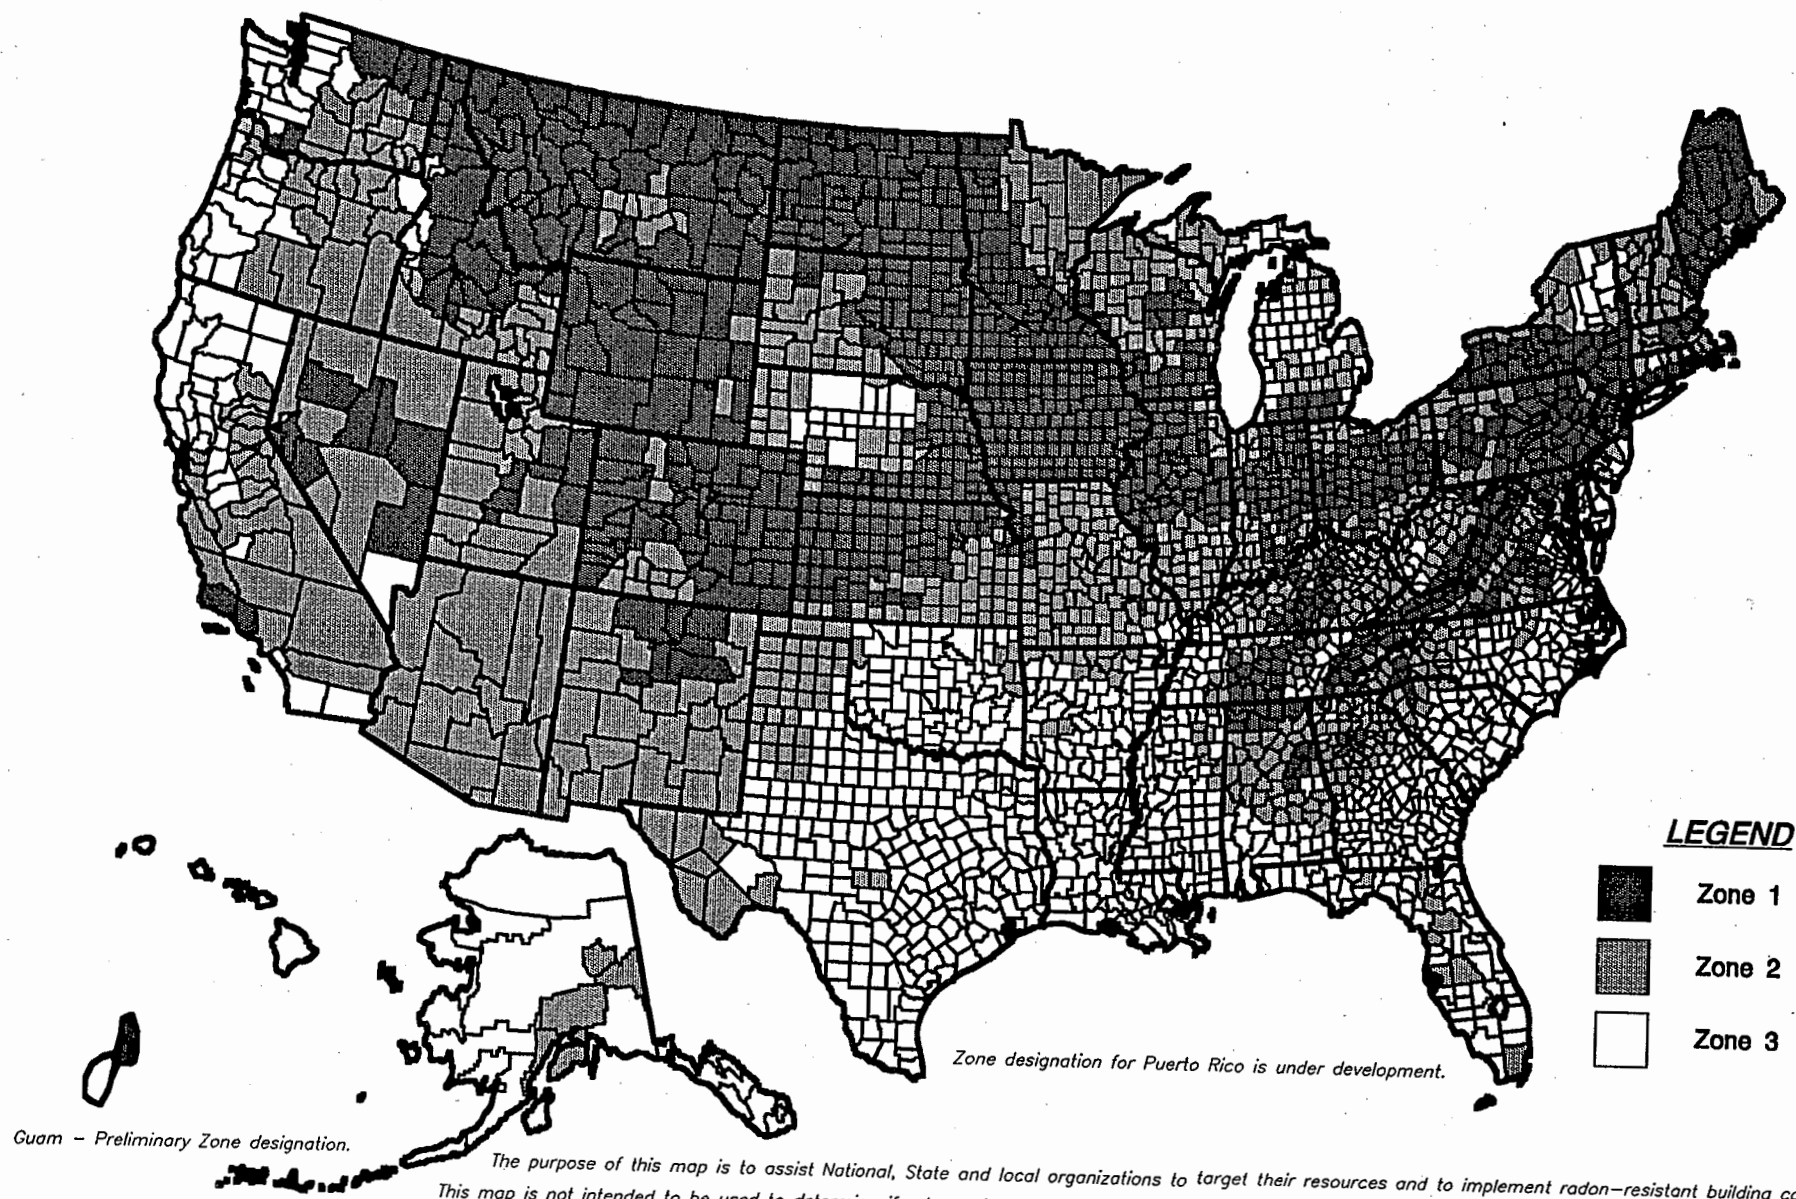 LEGEND
Zone 1
Zone 2
Zone 3
Zone designation for Puerto Rico is under development.
Guam - Preliminary Zone designation.
The purpose of this map is to assist National, State and local organizations to target their resources and to implement radon-resistant building
This map is not intended to be used to